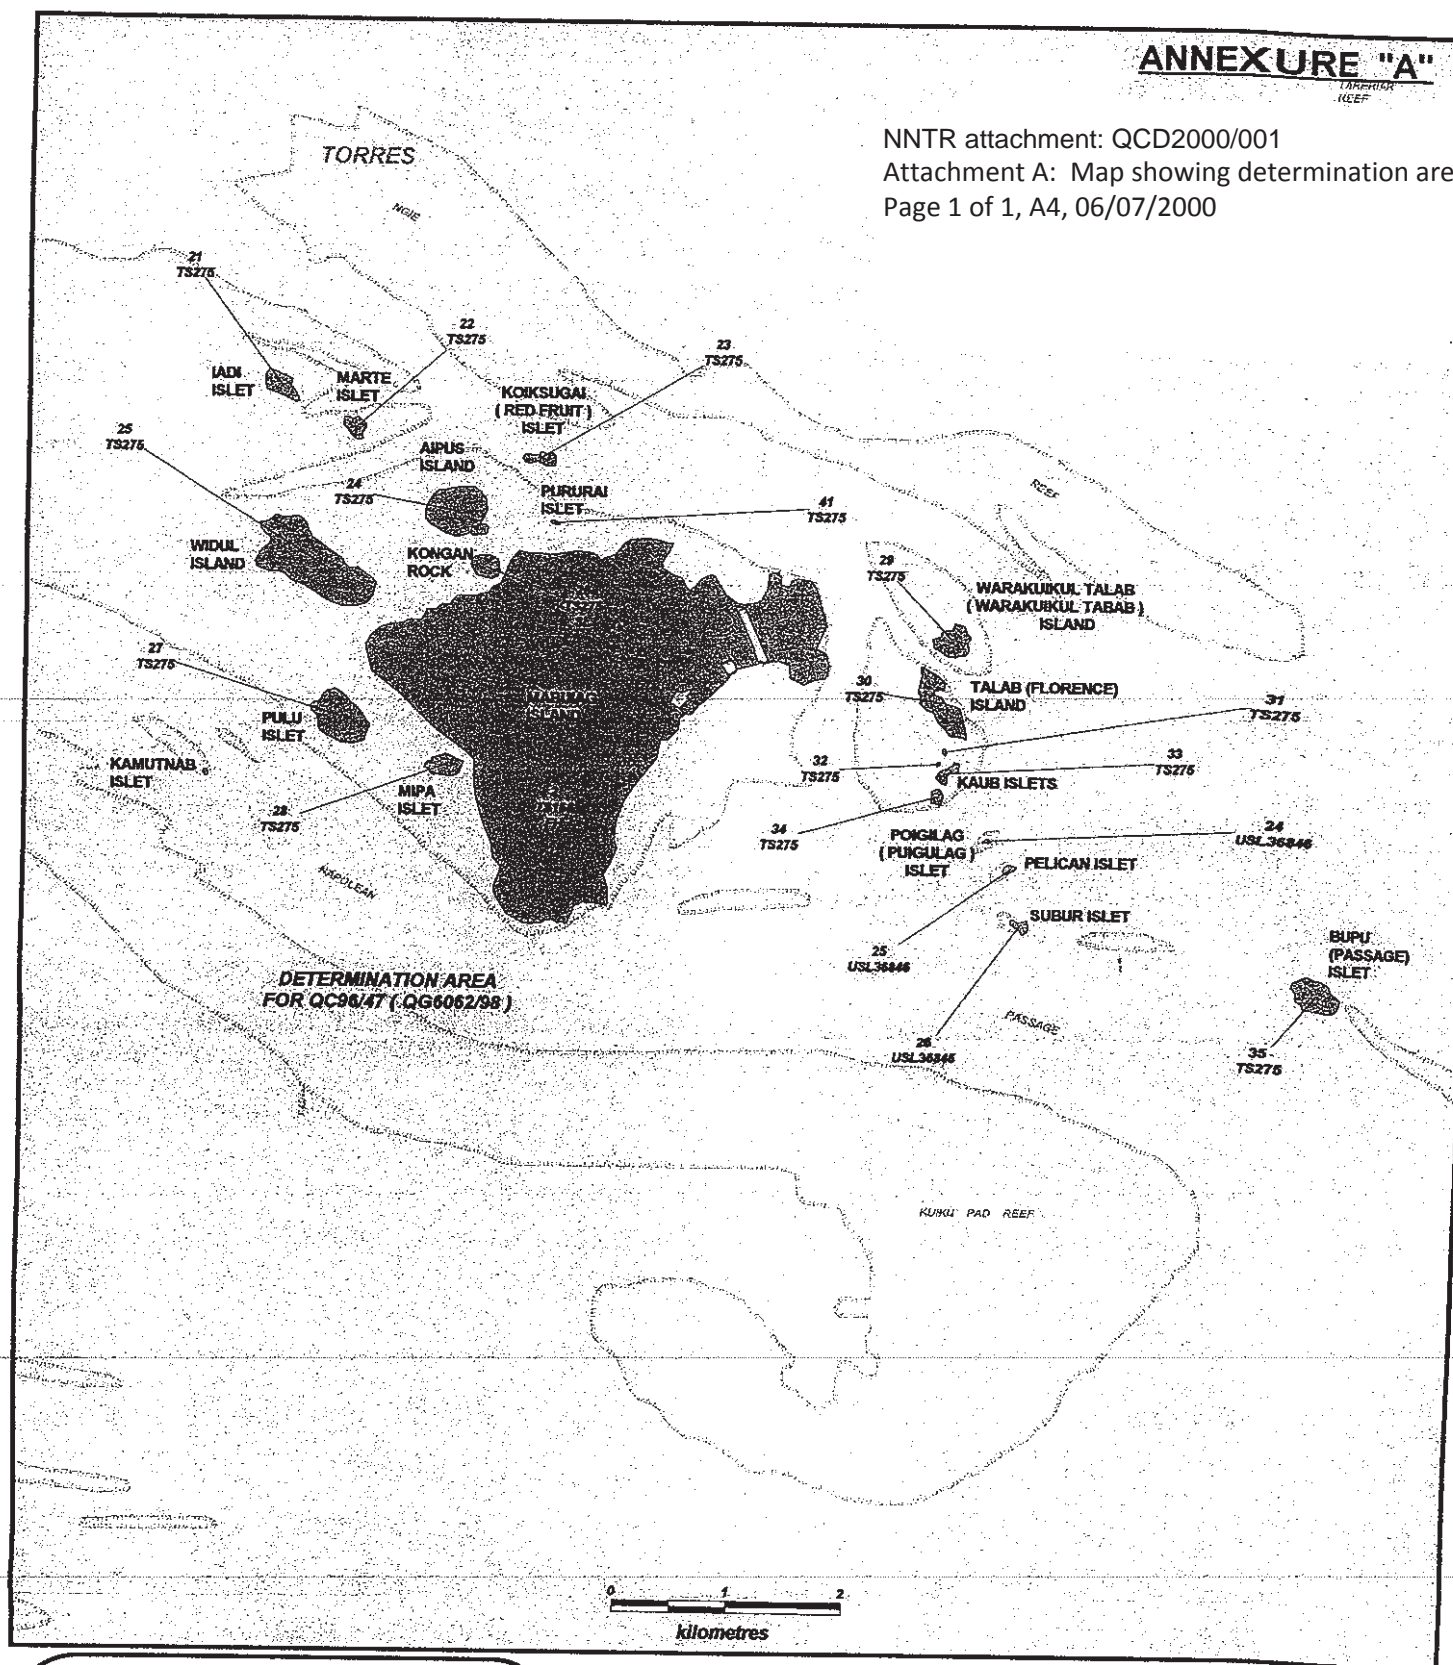 ANNEXURE "A"
REEF
NNTR attachment: QCD2000/001
Attachment A: Map showing determination are
Page 1 of 1, A4, 06/07/2000
TORRES
NGIE
21
TS275
22
TS275
23
TS275
IADI
ISLET
MARTE
ISLET
KOIKSUGAI
( RED FRUIT )
ISLET
25
TS275
AIPUS
ISLAND
24
TS275
PURURAI
ISLET
41
TS275
REEF
WIDUL
ISLAND
KONGAN
ROCK
29
TS275
WARAKUIKUL TALAB
( WARAKUIKUL TABAB )
ISLAND
27
TS275
30
TS275
TALAB (FLORENCE)
ISLAND
MABUIAG
ISLAND
31
TS275
PULU
ISLET
KAMUTNAB
ISLET
32
TS275
33
TS275
KAUB ISLETS
MIPA
ISLET
28
TS275
34
TS275
POIGILAG
( PUIGULAG )
ISLET
24
USL36846
PELICAN ISLET
NAPOLEAN
SUBUR ISLET
25
USL36846
BUPU
(PASSAGE)
ISLET
DETERMINATION AREA
FOR QC96/47 ( QG6062/98 )
PASSAGE
26
USL36846
35
TS275
KUIKU PAD REEF
0 1 2
kilometres